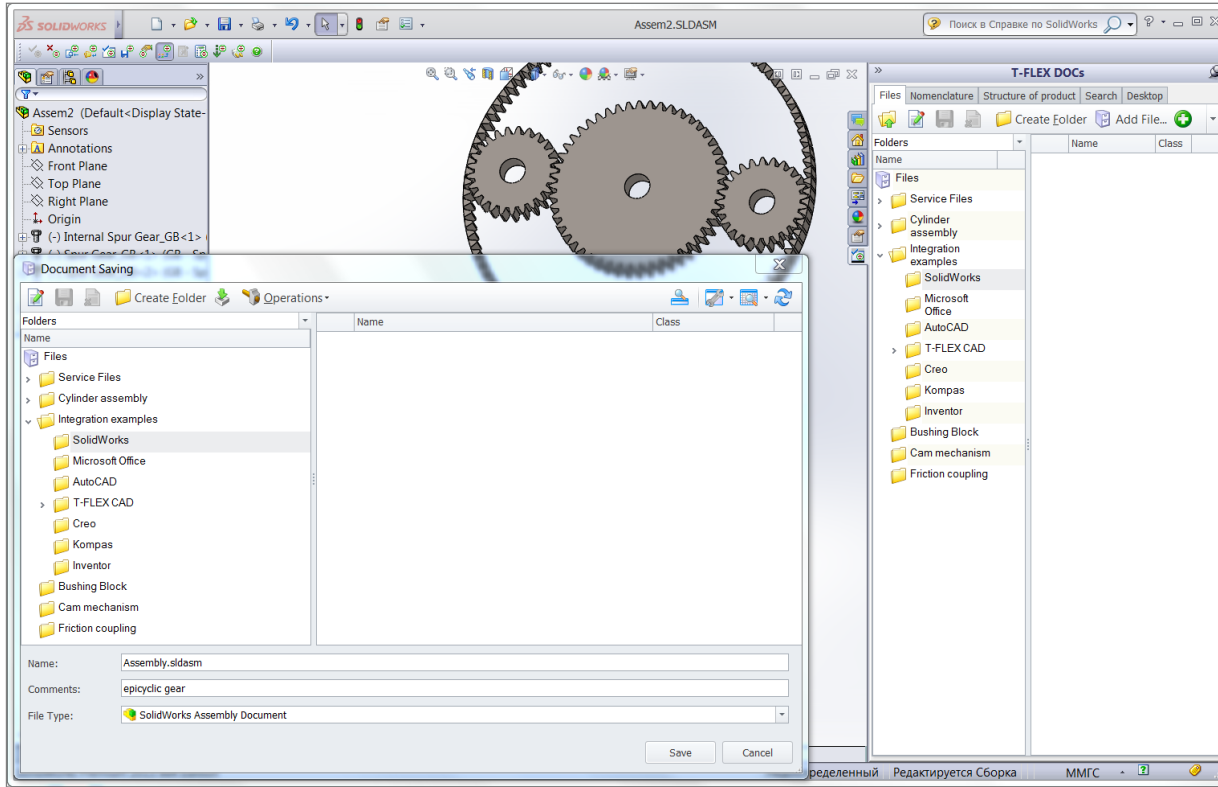 SOLIDWORKS
Assem2.SLDASM
Поиск в Справке по SolidWorks
Assem2 (Default<Display State-
Sensors
Annotations
Front Plane
Top Plane
Right Plane
Origin
(-) Internal Spur Gear_GB<1>
T-FLEX DOCs
Files Nomenclature Structure of product Search Desktop
Create Folder Add File...
Folders
Name Class
Name
Files
Service Files
Cylinder
assembly
Integration
examples
SolidWorks
Microsoft
Office
AutoCAD
T-FLEX CAD
Creo
Kompas
Inventor
Bushing Block
Cam mechanism
Friction coupling
Document Saving
Create Folder Operations
Folders
Name Class
Name
Files
Service Files
Cylinder assembly
Integration examples
SolidWorks
Microsoft Office
AutoCAD
T-FLEX CAD
Creo
Kompas
Inventor
Bushing Block
Cam mechanism
Friction coupling
Name: Assembly.sldasm
Comments: epicyclic gear
File Type: SolidWorks Assembly Document
Save Cancel
ределенный Редактируется Сборка ММГС